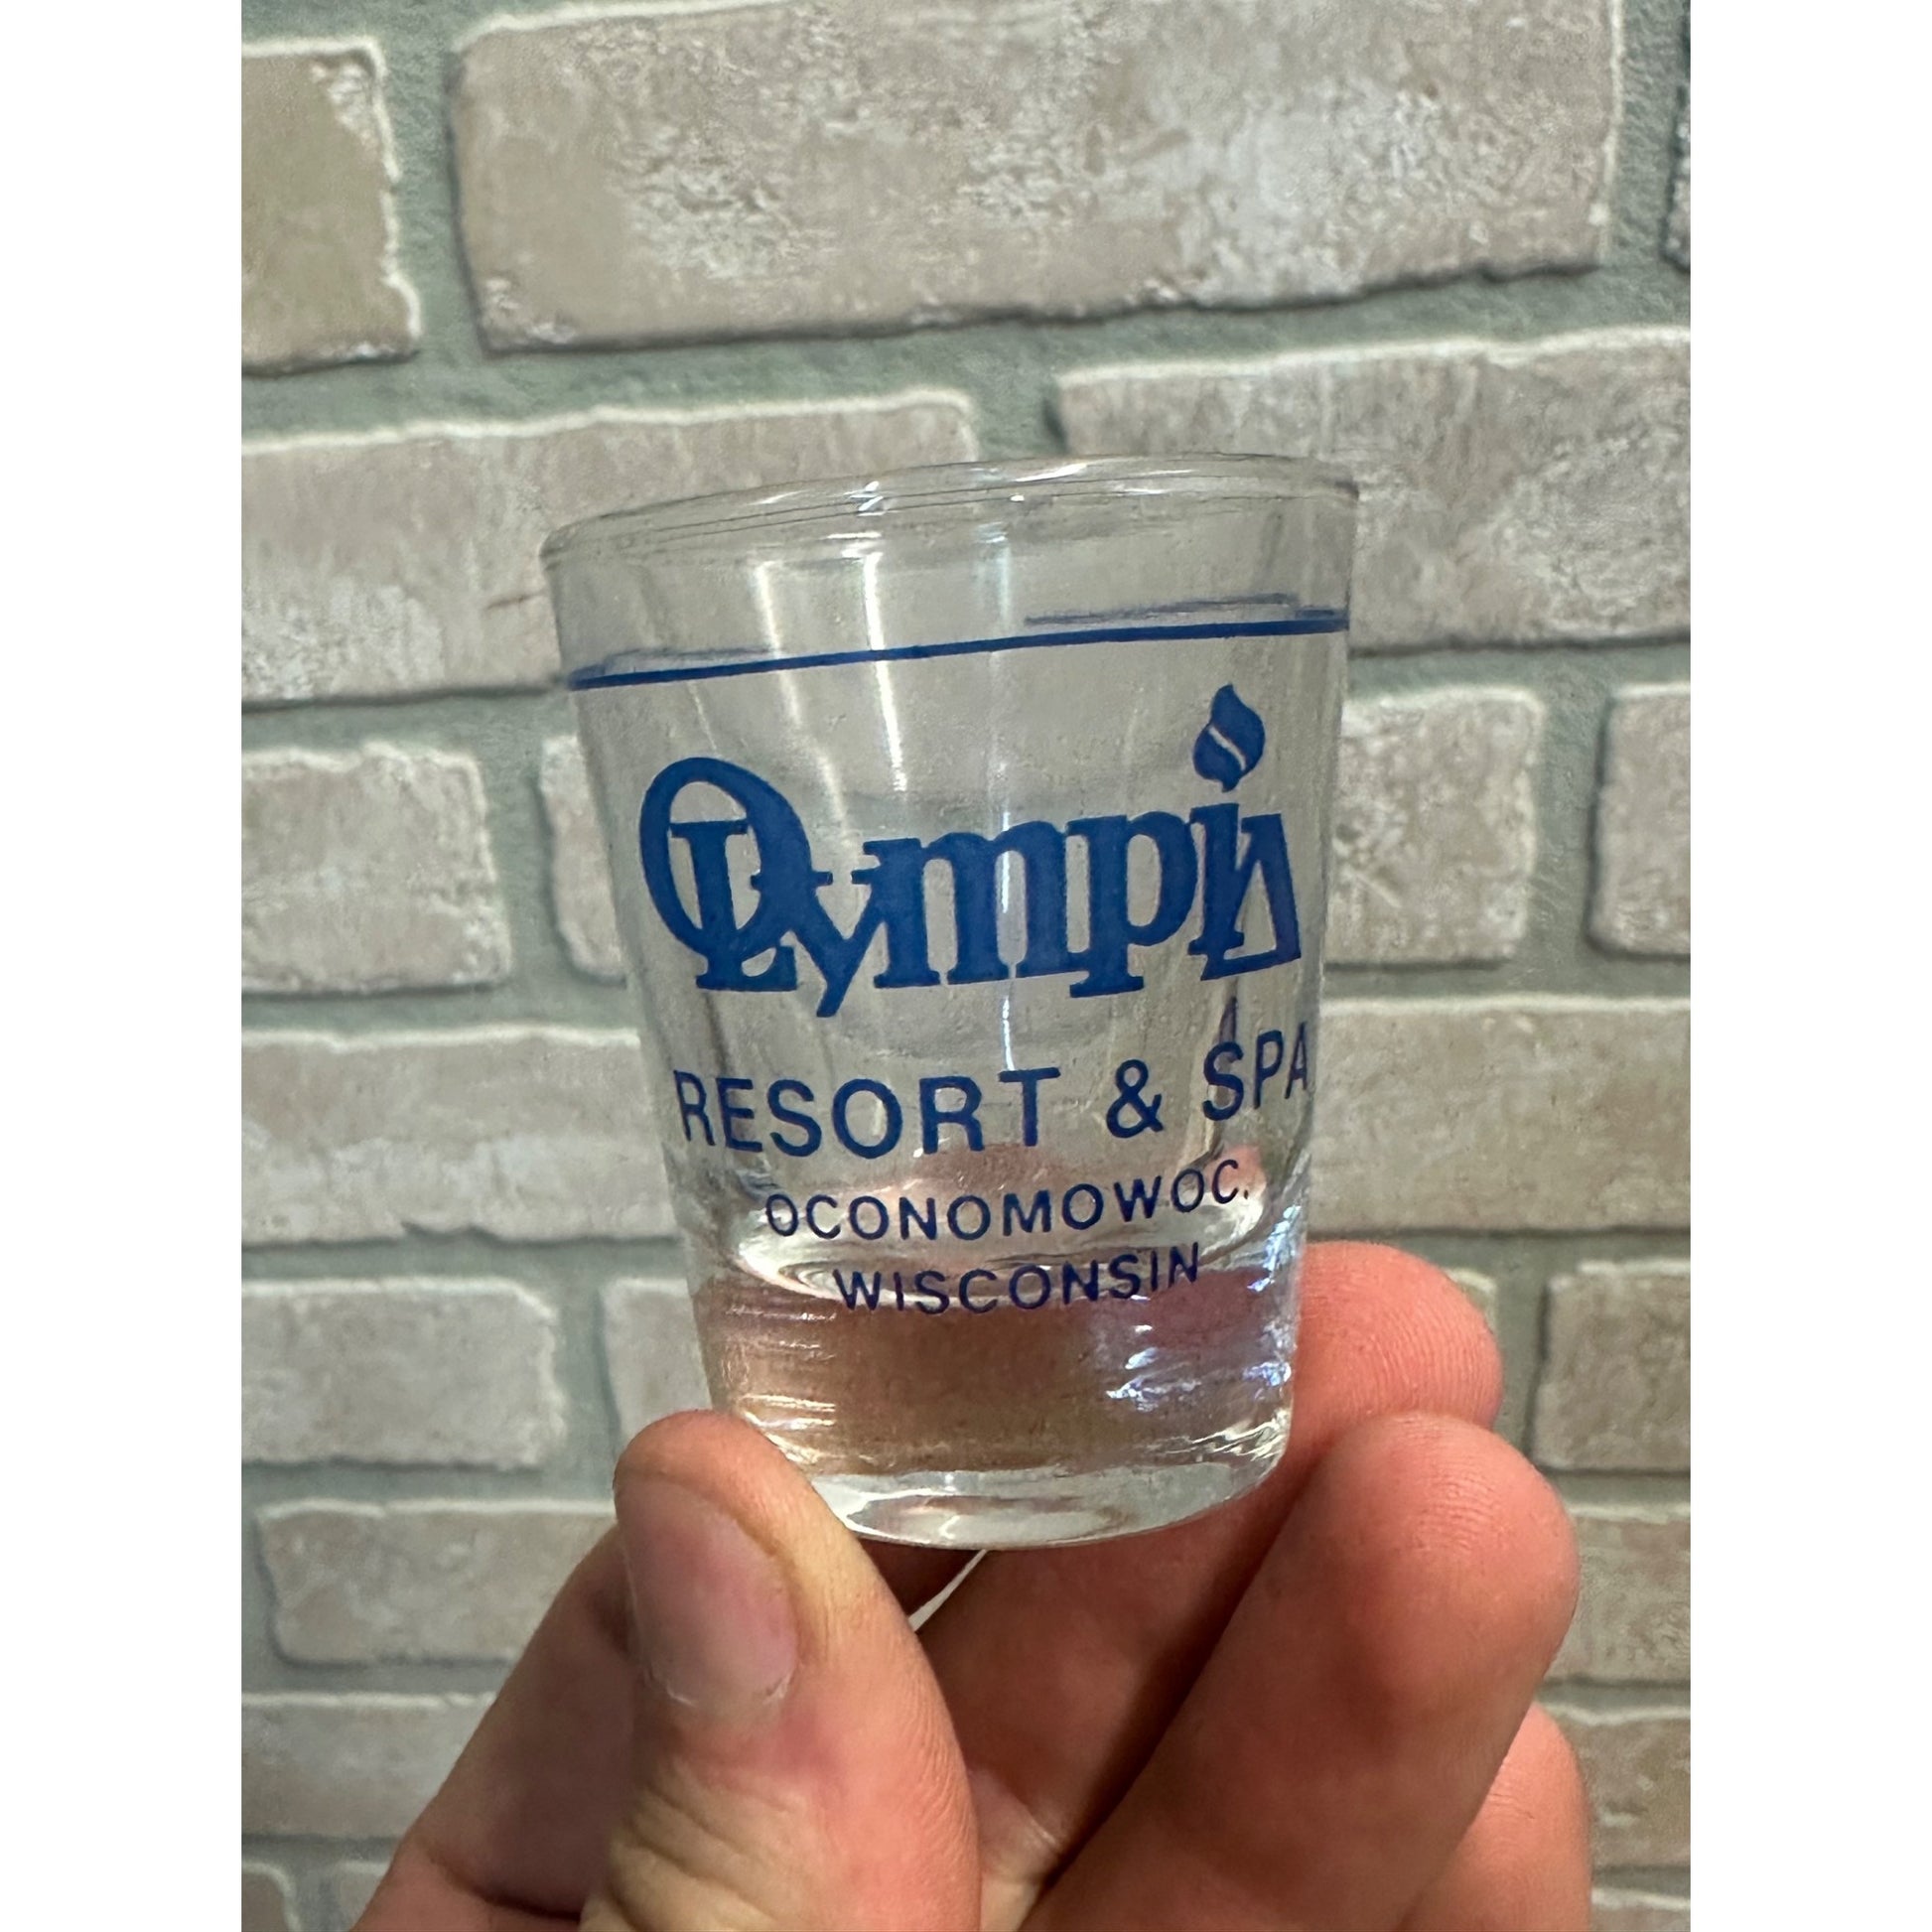 Olympia
RESORT & SPA
OCONOMOWOC,
WISCONSIN